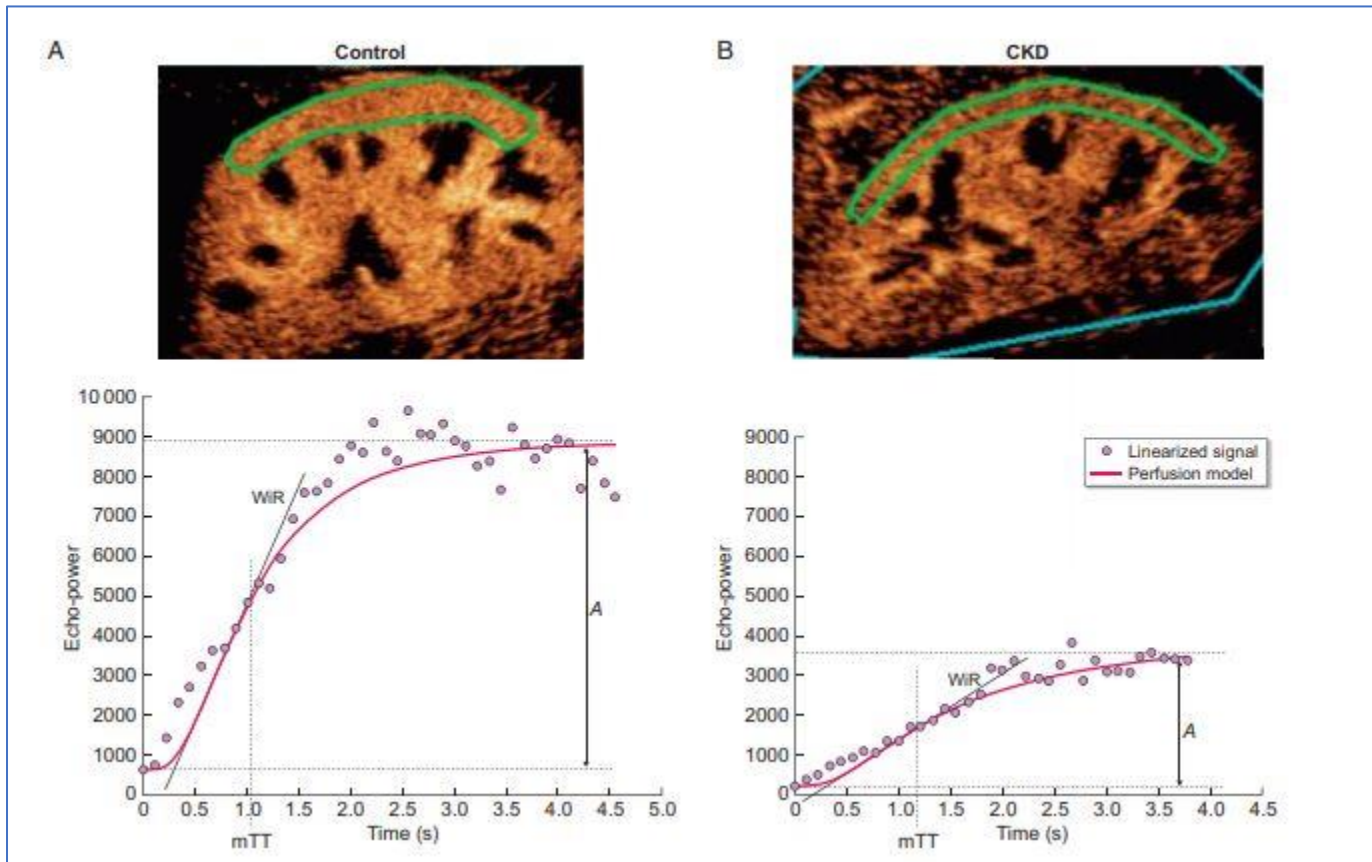 A
Control
10 000
9000
8000
7000
6000
5000
4000
3000
2000
1000
0
Echo-power
WiR
A
0 0.5 1.0 1.5 2.0 2.5 3.0 3.5 4.0 4.5 5.0
Time (s)
mTT
B
CKD
9000
8000
7000
6000
5000
4000
3000
2000
1000
0
Echo-power
Linearized signal
Perfusion model
WiR
A
0 0.5 1.0 1.5 2.0 2.5 3.0 3.5 4.0 4.5
Time (s)
mTT